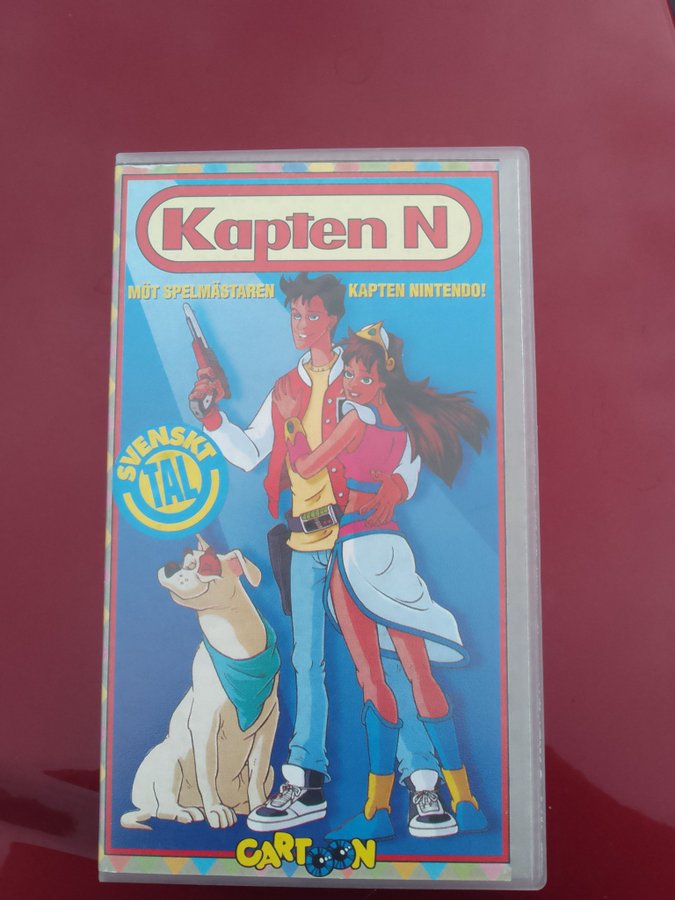 Kapten N
MÖT SPELMÄSTAREN KAPTEN NINTENDO!
SVENSKT
TAL
CARTOON